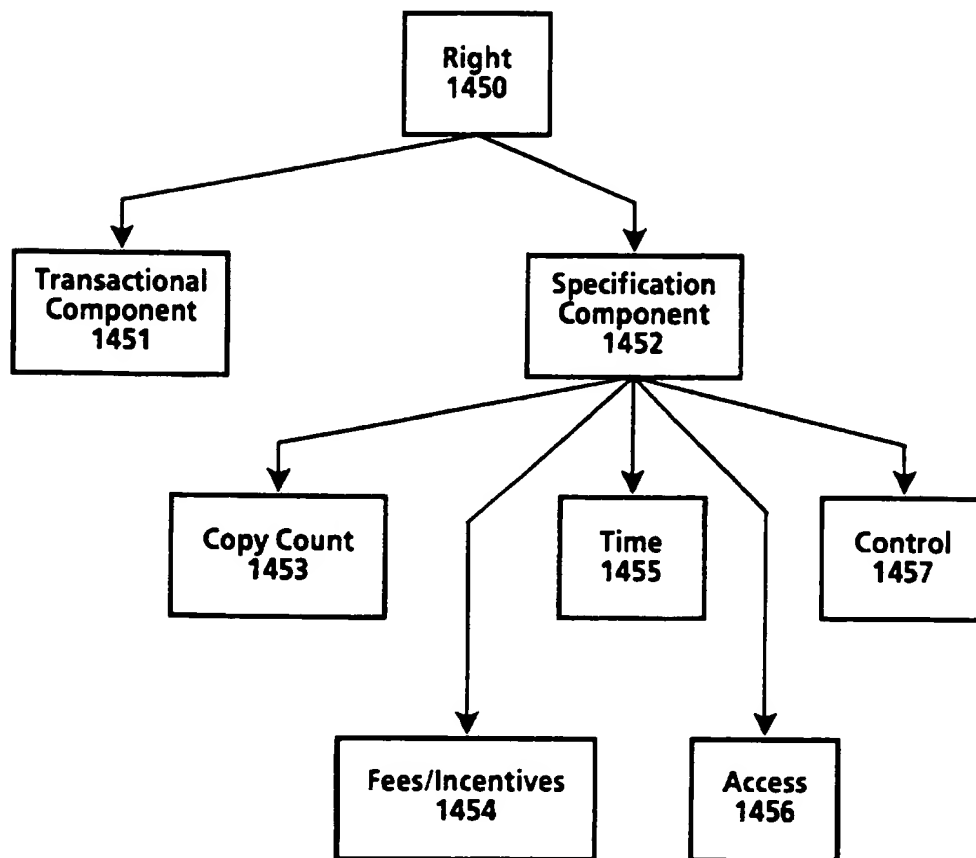 Right
1450
Transactional
Component
1451
Specification
Component
1452
Copy Count
1453
Time
1455
Control
1457
Fees/Incentives
1454
Access
1456